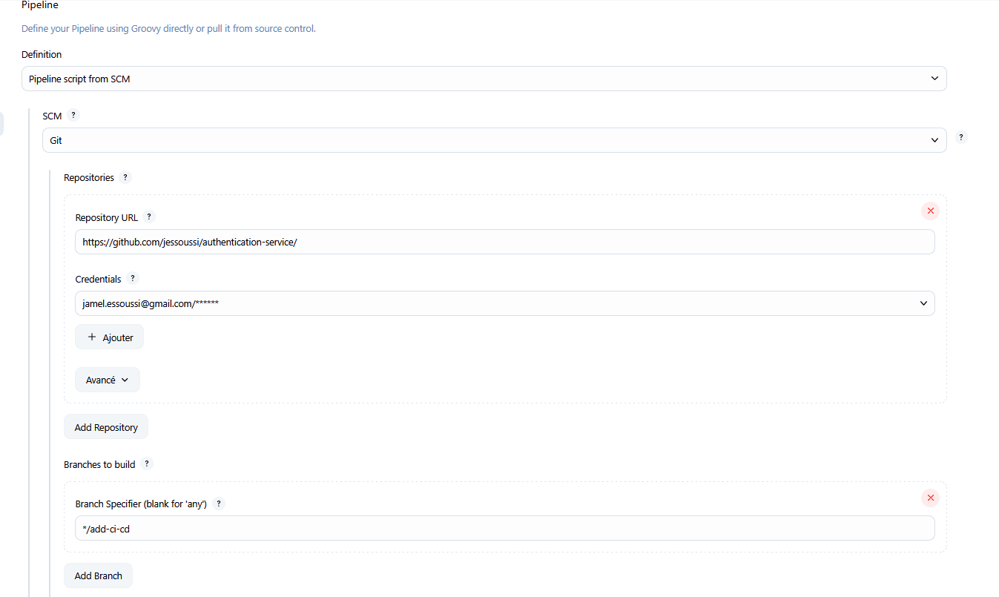 Pipeline
Define your Pipeline using Groovy directly or pull it from source control.
Definition
Pipeline script from SCM
SCM ?
Git
?
Repositories ?
Repository URL ?
https://github.com/jessoussi/authentication-service/
Credentials ?
jamel.essoussi@gmail.com/******
+ Ajouter
Avancé
Add Repository
Branches to build ?
Branch Specifier (blank for 'any') ?
*/add-ci-cd
Add Branch